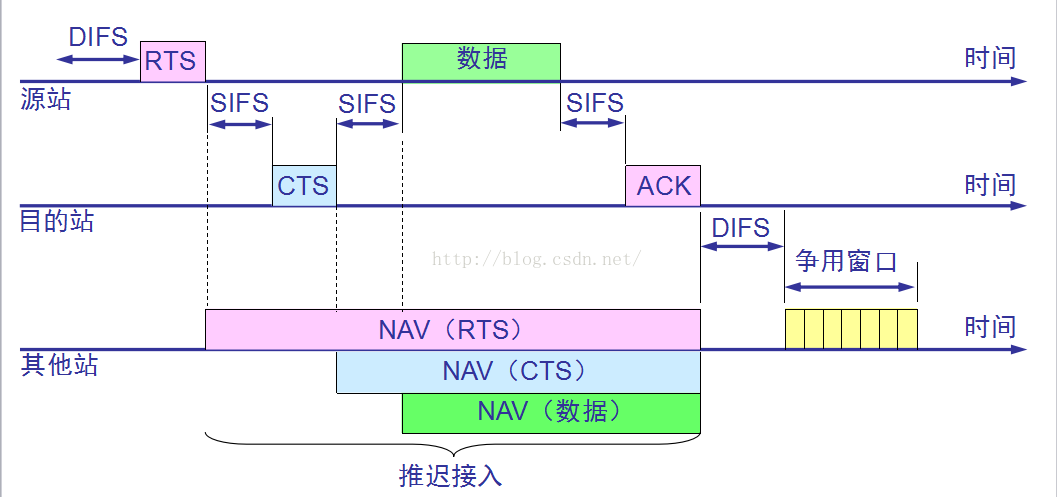 DIFS
RTS
数据
时间
源站
SIFS
SIFS
SIFS
CTS
ACK
时间
目的站
DIFS
http://blog.csdn.net/
争用窗口
NAV（RTS）
时间
其他站
NAV（CTS）
NAV（数据）
推迟接入